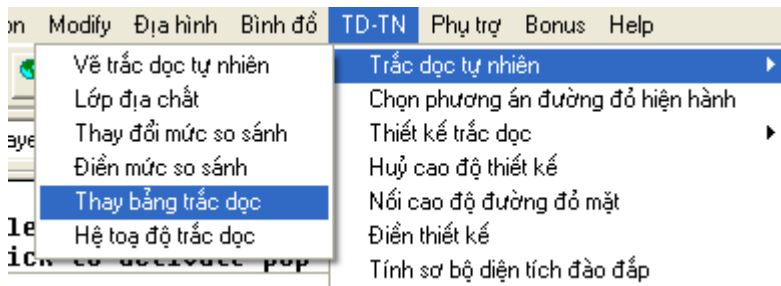 on Modify Địa hình Bình đồ TD-TN Phụ trợ Bonus Help
Vẽ trắc dọc tự nhiên
Lớp địa chất
Thay đổi mức so sánh
Điền mức so sánh
Thay bảng trắc dọc
Hệ toạ độ trắc dọc
Trắc dọc tự nhiên
Chọn phương án đường đỏ hiện hành
Thiết kế trắc dọc
Huỷ cao độ thiết kế
Nối cao độ đường đỏ mặt
Điền thiết kế
Tính sơ bộ diện tích đào đắp
aye
le